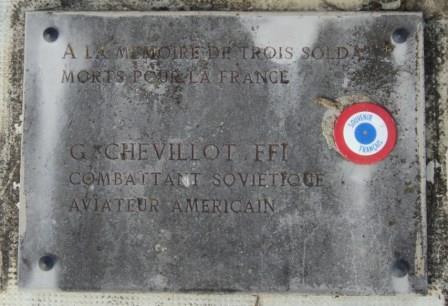 A LA MEMOIRE DE TROIS SOLDATS
MORTS POUR LA FRANCE
G. CHEVILLOT FFI
COMBATTANT SOVIETIQUE
AVIATEUR AMERICAIN
SOUVENIR
FRANÇAIS